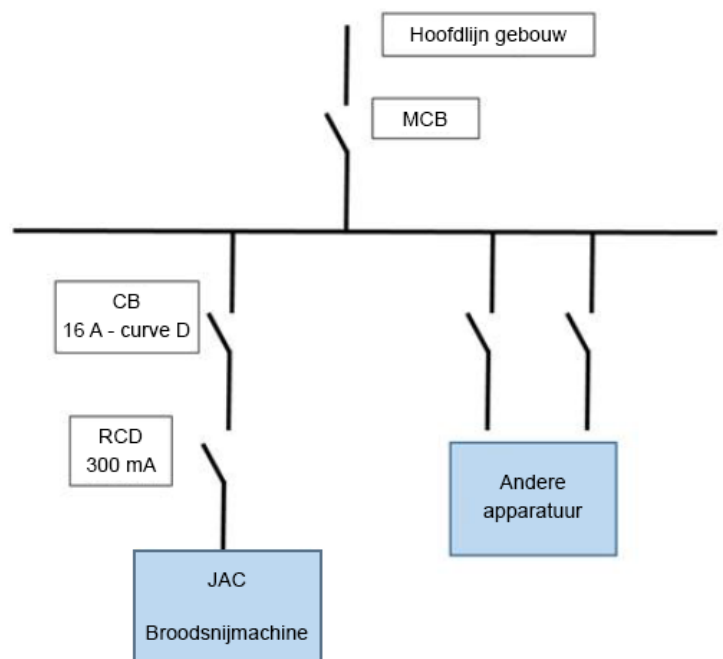 Hoofdlijn gebouw
MCB
CB
16 A - curve D
RCD
300 mA
Andere
apparatuur
JAC
Broodsnijmachine